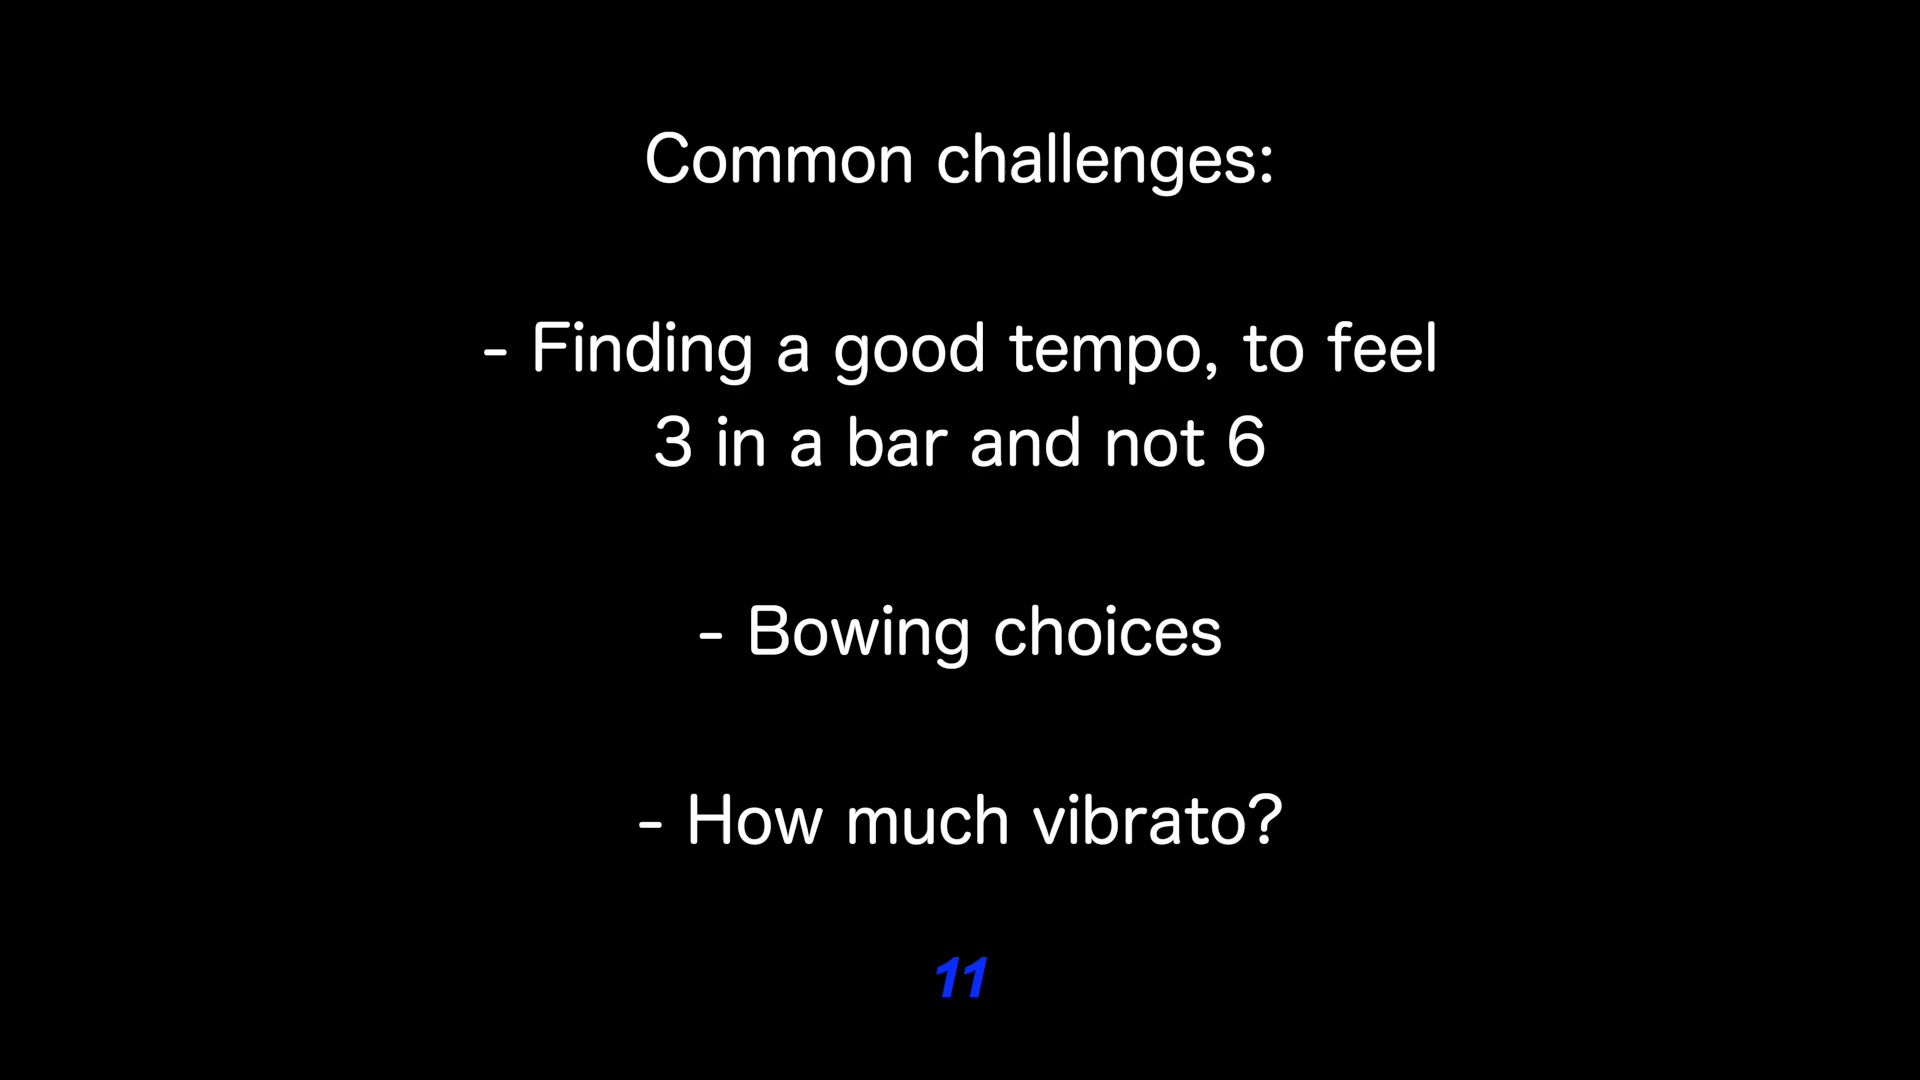 Common challenges:
- Finding a good tempo, to feel
3 in a bar and not 6
- Bowing choices
- How much vibrato?
11